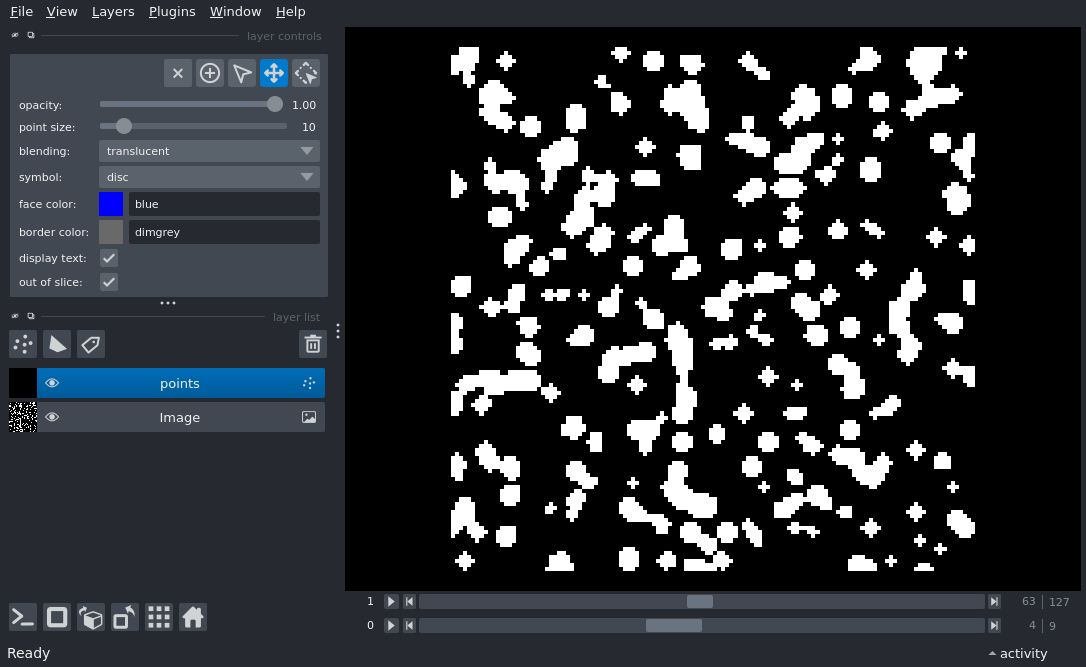 File View Layers Plugins Window Help
layer controls
opacity: 1.00
point size: 10
blending: translucent
symbol: disc
face color: blue
border color: dimgrey
display text:
out of slice:
layer list
points
Image
1 63 127
0 4 9
Ready activity